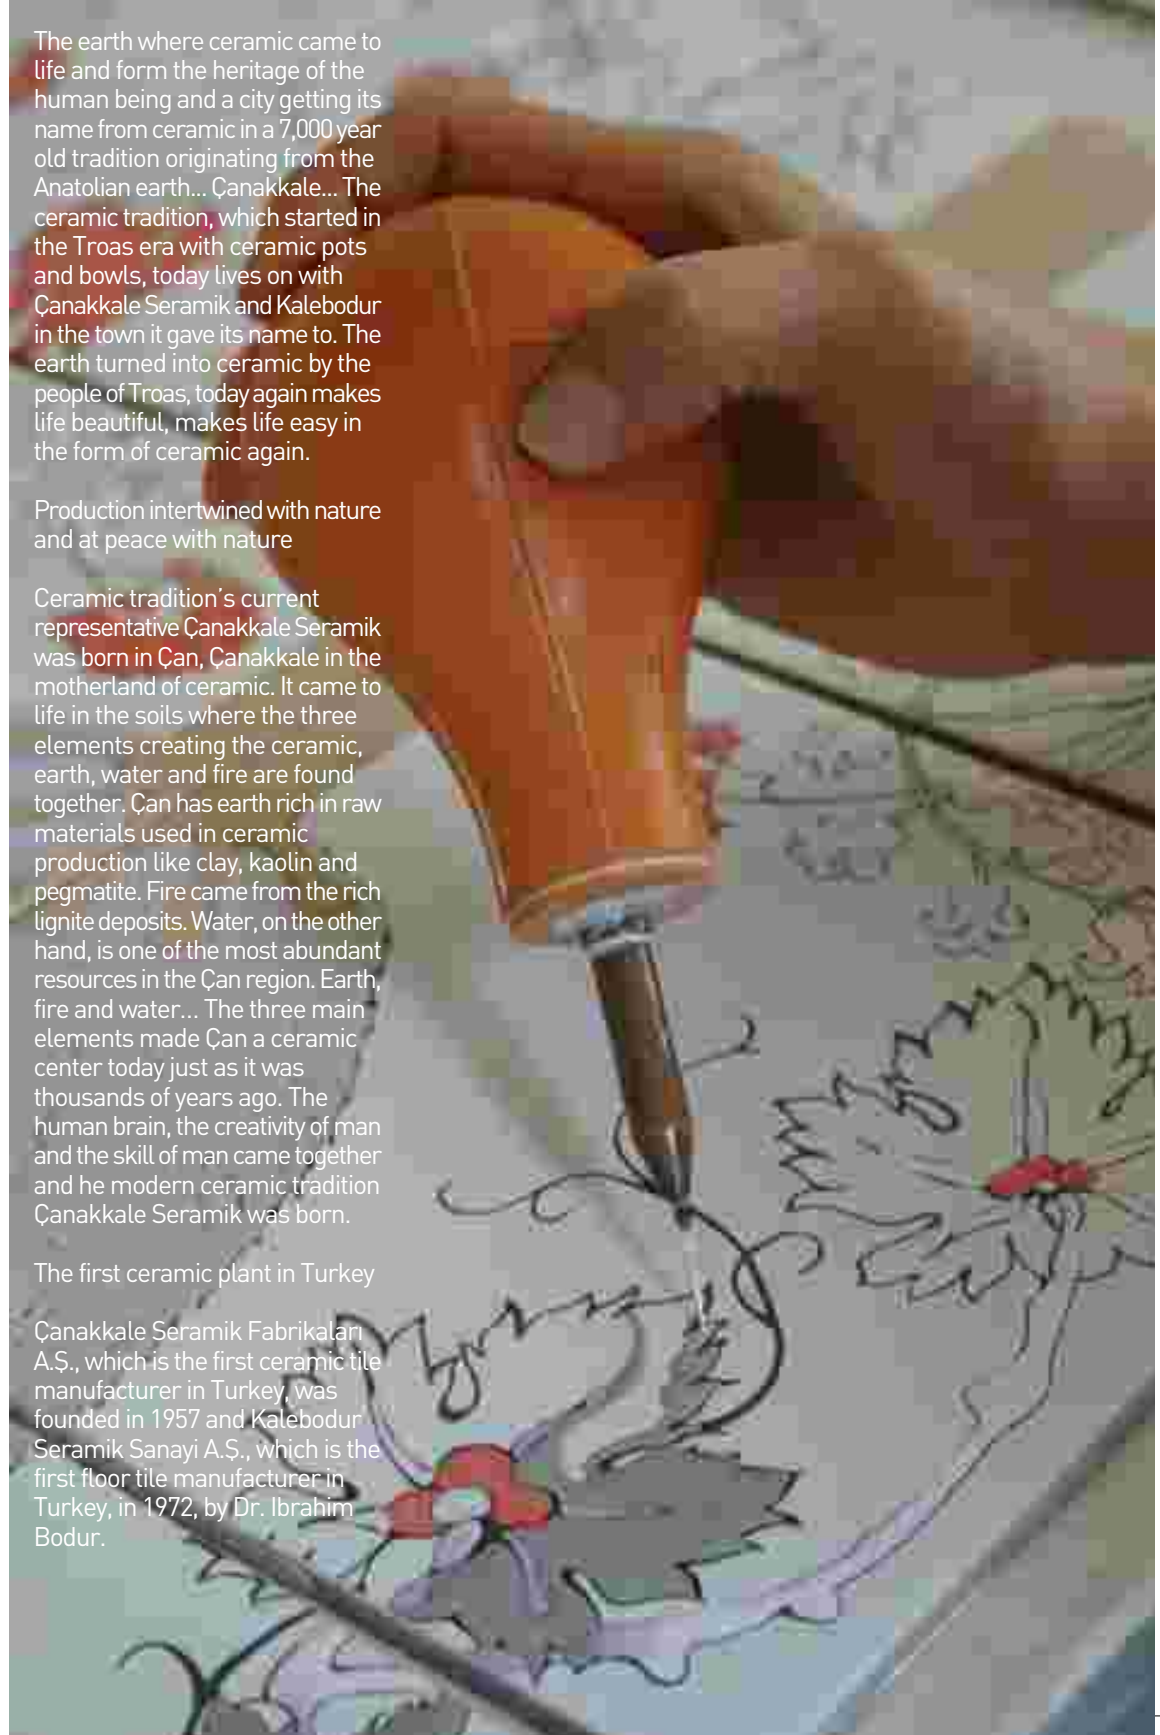 The earth where ceramic came to
life and form the heritage of the
human being and a city getting its
name from ceramic in a 7,000 year
old tradition originating from the
Anatolian earth... Çanakkale... The
ceramic tradition, which started in
the Troas era with ceramic pots
and bowls, today lives on with
Çanakkale Seramik and Kalebodur
in the town it gave its name to. The
earth turned into ceramic by the
people of Troas, today again makes
life beautiful, makes life easy in
the form of ceramic again.
Production intertwined with nature
and at peace with nature
Ceramic tradition's current
representative Çanakkale Seramik
was born in Çan, Çanakkale in the
motherland of ceramic. It came to
life in the soils where the three
elements creating the ceramic,
earth, water and fire are found
together. Çan has earth rich in raw
materials used in ceramic
production like clay, kaolin and
pegmatite. Fire came from the rich
lignite deposits. Water, on the other
hand, is one of the most abundant
resources in the Çan region. Earth,
fire and water... The three main
elements made Çan a ceramic
center today just as it was
thousands of years ago. The
human brain, the creativity of man
and the skill of man came together
and he modern ceramic tradition
Çanakkale Seramik was born.
The first ceramic plant in Turkey
Çanakkale Seramik Fabrikaları
A.Ş., which is the first ceramic tile
manufacturer in Turkey, was
founded in 1957 and Kalebodur
Seramik Sanayi A.Ş., which is the
first floor tile manufacturer in
Turkey, in 1972, by Dr. Ibrahim
Bodur.